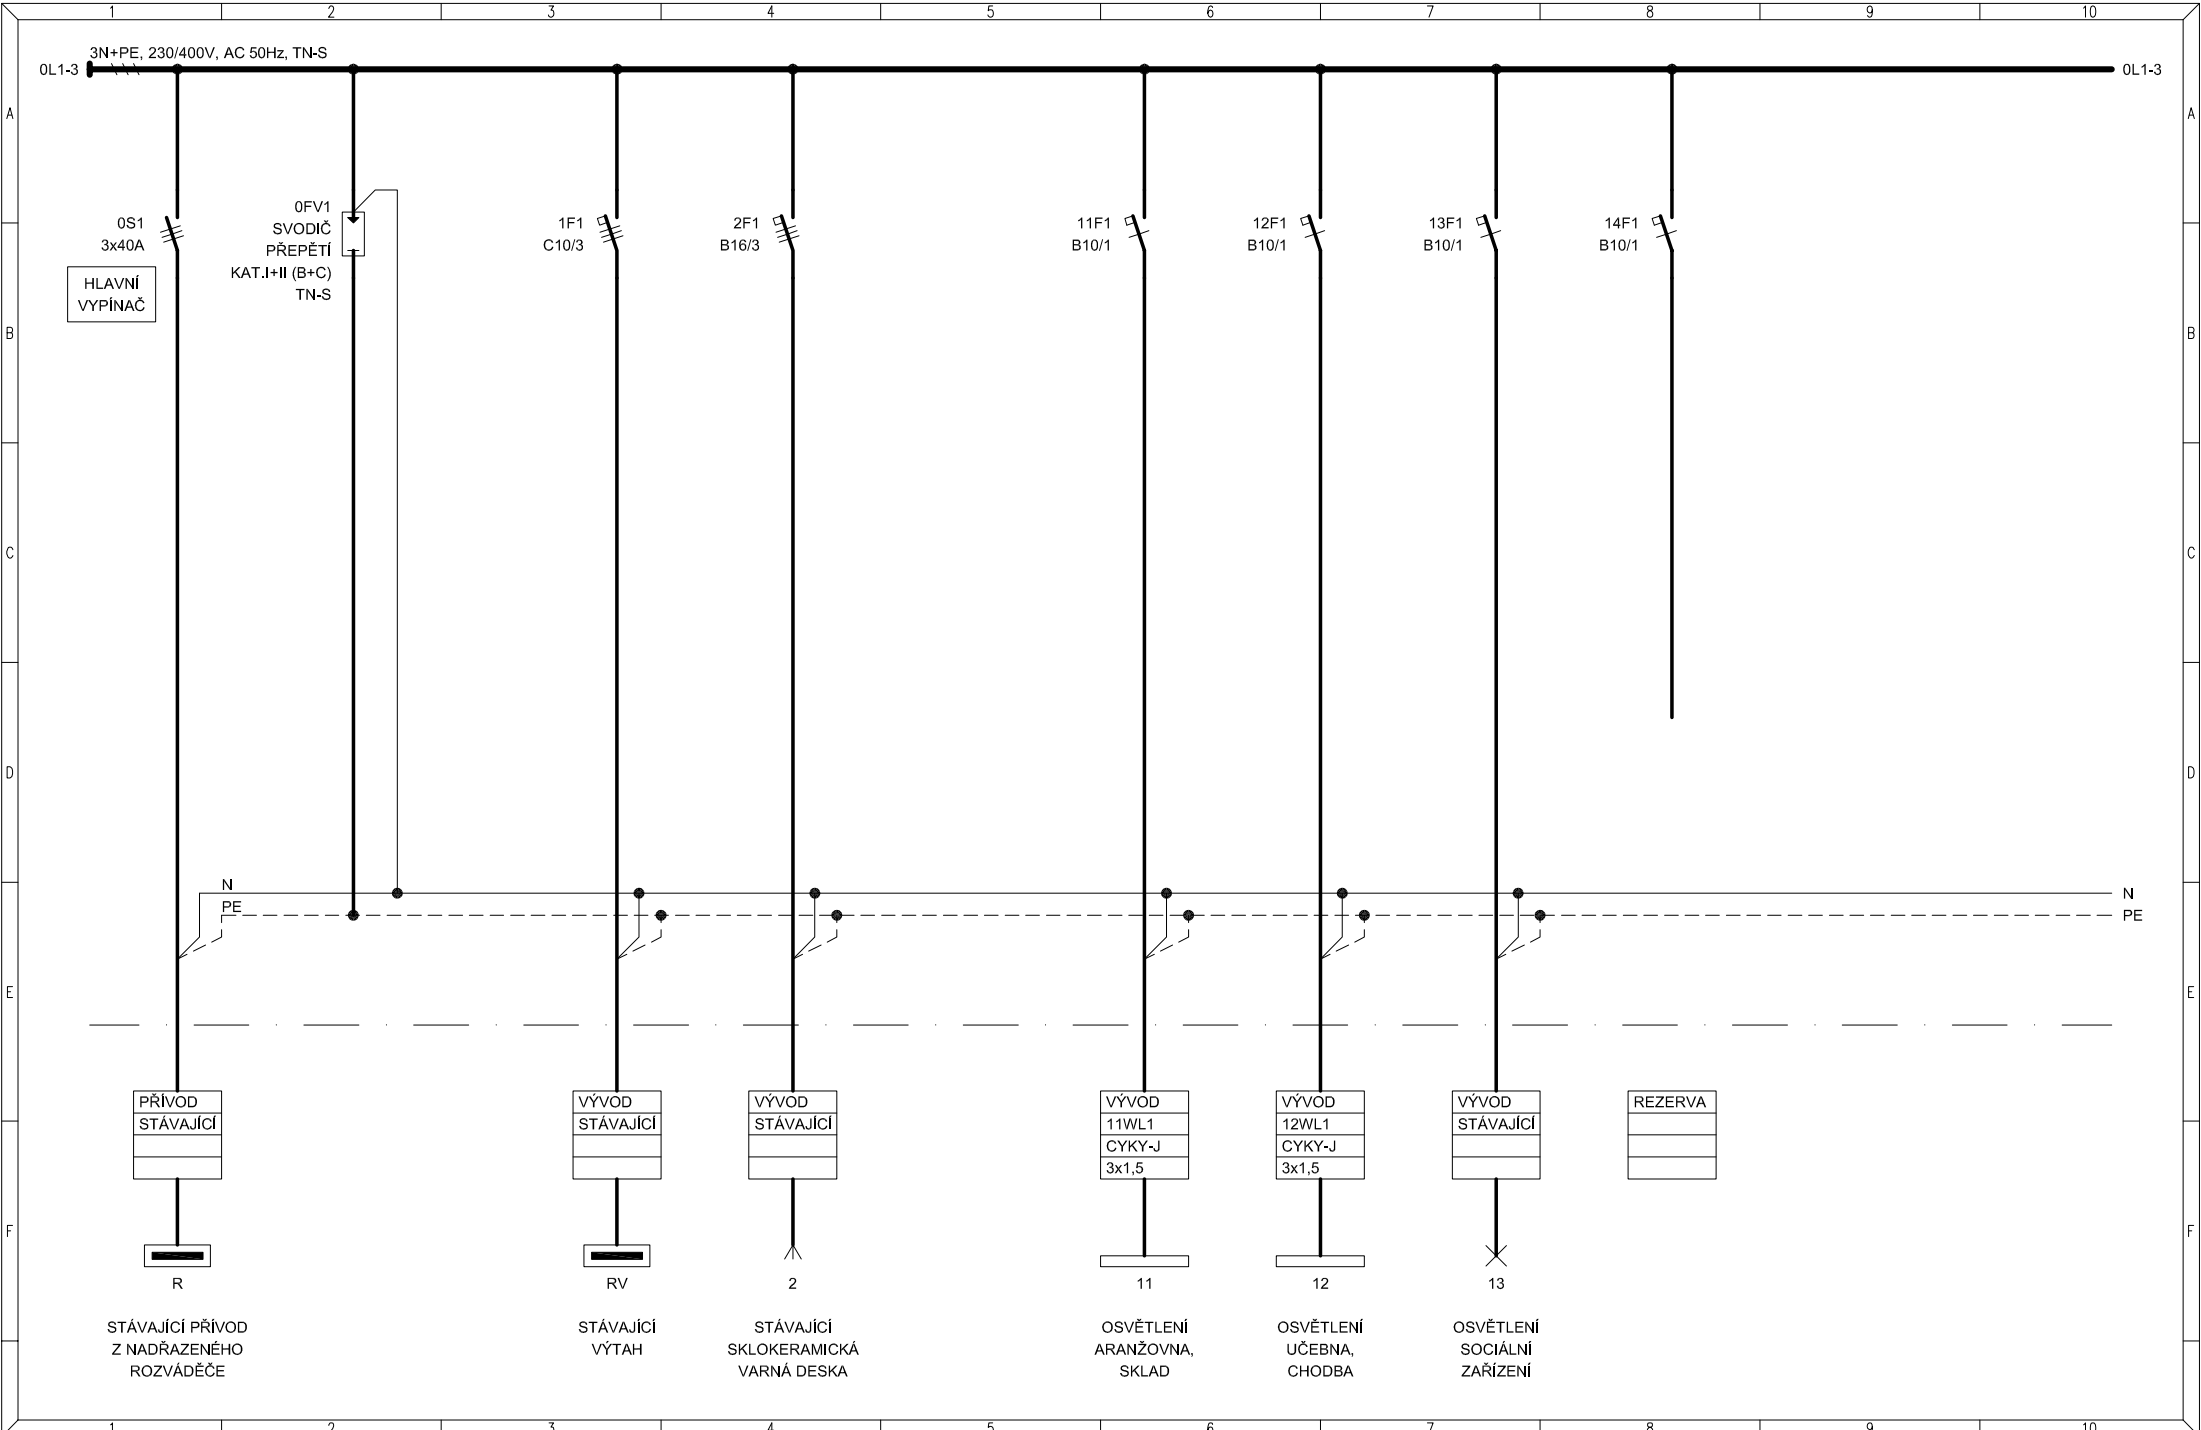 1 2 3 4 5 6 7 8 9 10
3N+PE, 230/400V, AC 50Hz, TN-S
0L1-3
0L1-3
A
A
0S1
3x40A
HLAVNÍ
VYPÍNAČ
0FV1
SVODIČ
PŘEPĚTÍ
KAT.I+II (B+C)
TN-S
1F1
C10/3
2F1
B16/3
11F1
B10/1
12F1
B10/1
13F1
B10/1
14F1
B10/1
B
B
C
C
D
D
N
PE
N
PE
E
E
PŘÍVOD
STÁVAJÍCÍ
VÝVOD
STÁVAJÍCÍ
VÝVOD
STÁVAJÍCÍ
VÝVOD
11WL1
CYKY-J
3x1,5
VÝVOD
12WL1
CYKY-J
3x1,5
VÝVOD
STÁVAJÍCÍ
REZERVA
F
F
R
STÁVAJÍCÍ PŘÍVOD
Z NADŘAZENÉHO
ROZVÁDĚČE
RV
STÁVAJÍCÍ
VÝTAH
2
STÁVAJÍCÍ
SKLOKERAMICKÁ
VARNÁ DESKA
11
OSVĚTLENÍ
ARANŽOVNA,
SKLAD
12
OSVĚTLENÍ
UČEBNA,
CHODBA
13
OSVĚTLENÍ
SOCIÁLNÍ
ZAŘÍZENÍ
1 2 3 4 5 6 7 8 9 10